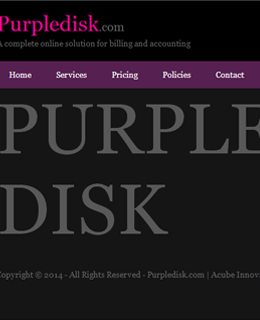 Purpledisk.com
A complete online solution for billing and accounting
Home Services Pricing Policies Contact
PURPLE
DISK
Copyright © 2014 - All Rights Reserved - Purpledisk.com | Acube Innova